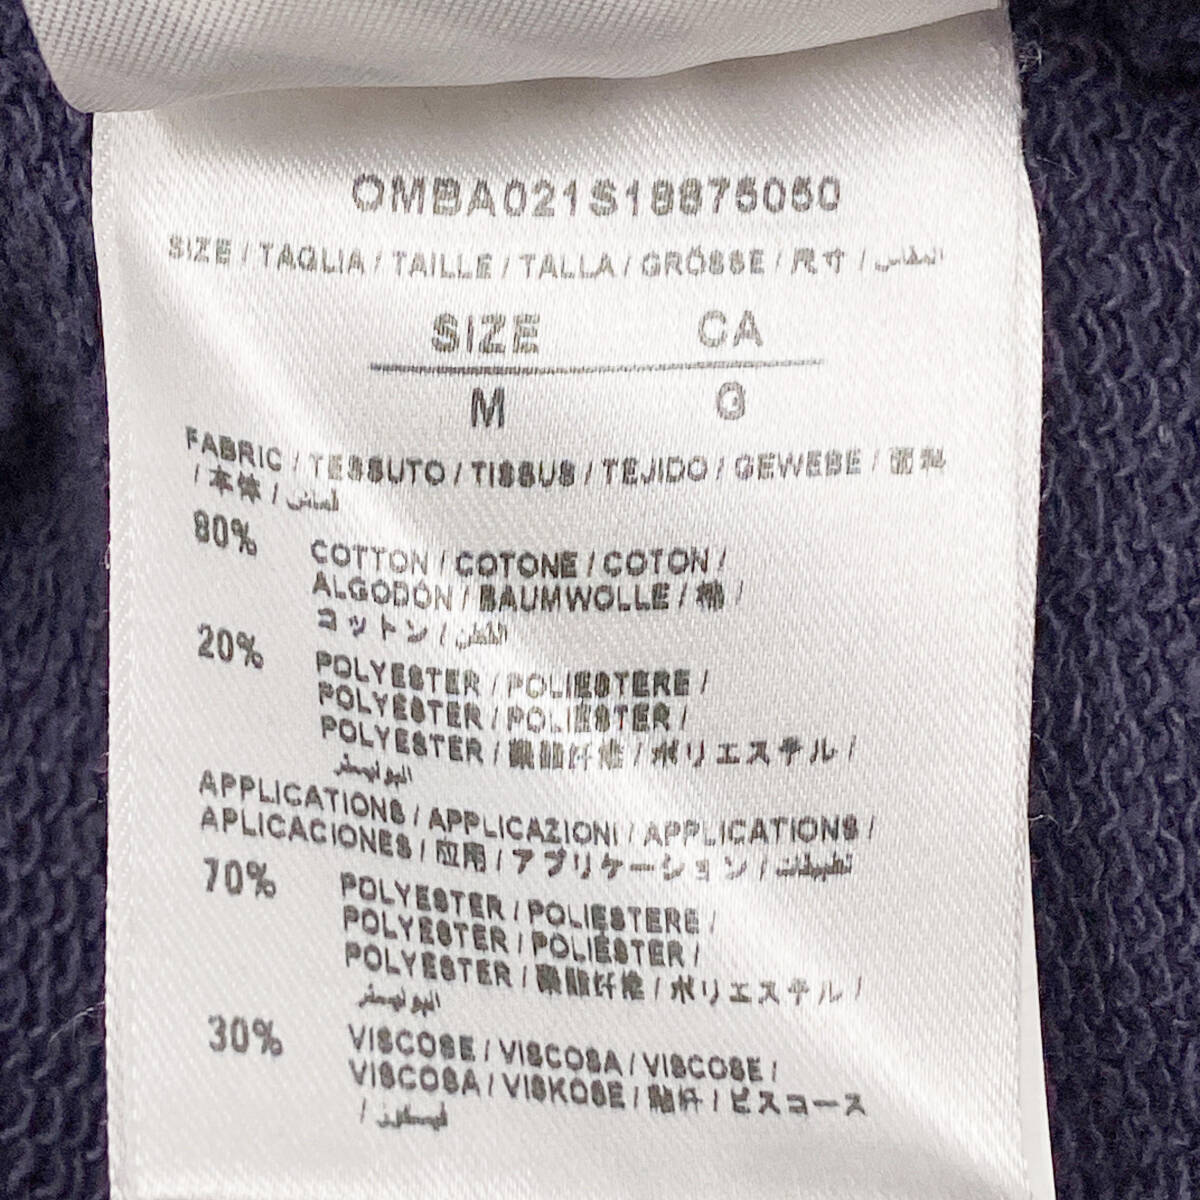 OMBA021S18875050
SIZE / TAGLIA / TAILLE / TALLA / GRÖSSE / 尺寸 / المقاس
SIZE CA
M G
FABRIC / TESSUTO / TISSUS / TEJIDO / GEWEBE / 面料
/ 本体 / قماش
80% COTTON / COTONE / COTON /
ALGODÓN / BAUMWOLLE / 棉 /
コットン / القطن
20% POLYESTER / POLIESTERE /
POLYESTER / POLIÉSTER /
POLYESTER / 聚酯纤维 / ポリエステル /
البوليستر
APPLICATIONS / APPLICAZIONI / APPLICATIONS /
APLICACIONES / 应用 / アプリケーション / تطبيقات
70% POLYESTER / POLIESTERE /
POLYESTER / POLIÉSTER /
POLYESTER / 聚酯纤维 / ポリエステル /
البوليستر
30% VISCOSE / VISCOSA / VISCOSE /
VISCOSA / VISKOSE / 黏纤 / ビスコース
/